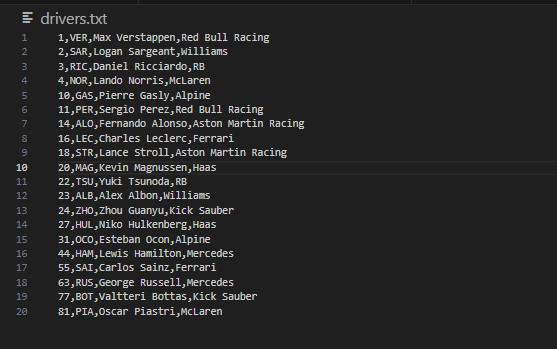 drivers.txt
1 1,VER,Max Verstappen,Red Bull Racing
2 2,SAR,Logan Sargeant,Williams
3 3,RIC,Daniel Ricciardo,RB
4 4,NOR,Lando Norris,McLaren
5 10,GAS,Pierre Gasly,Alpine
6 11,PER,Sergio Perez,Red Bull Racing
7 14,ALO,Fernando Alonso,Aston Martin Racing
8 16,LEC,Charles Leclerc,Ferrari
9 18,STR,Lance Stroll,Aston Martin Racing
10 20,MAG,Kevin Magnussen,Haas
11 22,TSU,Yuki Tsunoda,RB
12 23,ALB,Alex Albon,Williams
13 24,ZHO,Zhou Guanyu,Kick Sauber
14 27,HUL,Niko Hulkenberg,Haas
15 31,OCO,Esteban Ocon,Alpine
16 44,HAM,Lewis Hamilton,Mercedes
17 55,SAI,Carlos Sainz,Ferrari
18 63,RUS,George Russell,Mercedes
19 77,BOT,Valtteri Bottas,Kick Sauber
20 81,PIA,Oscar Piastri,McLaren